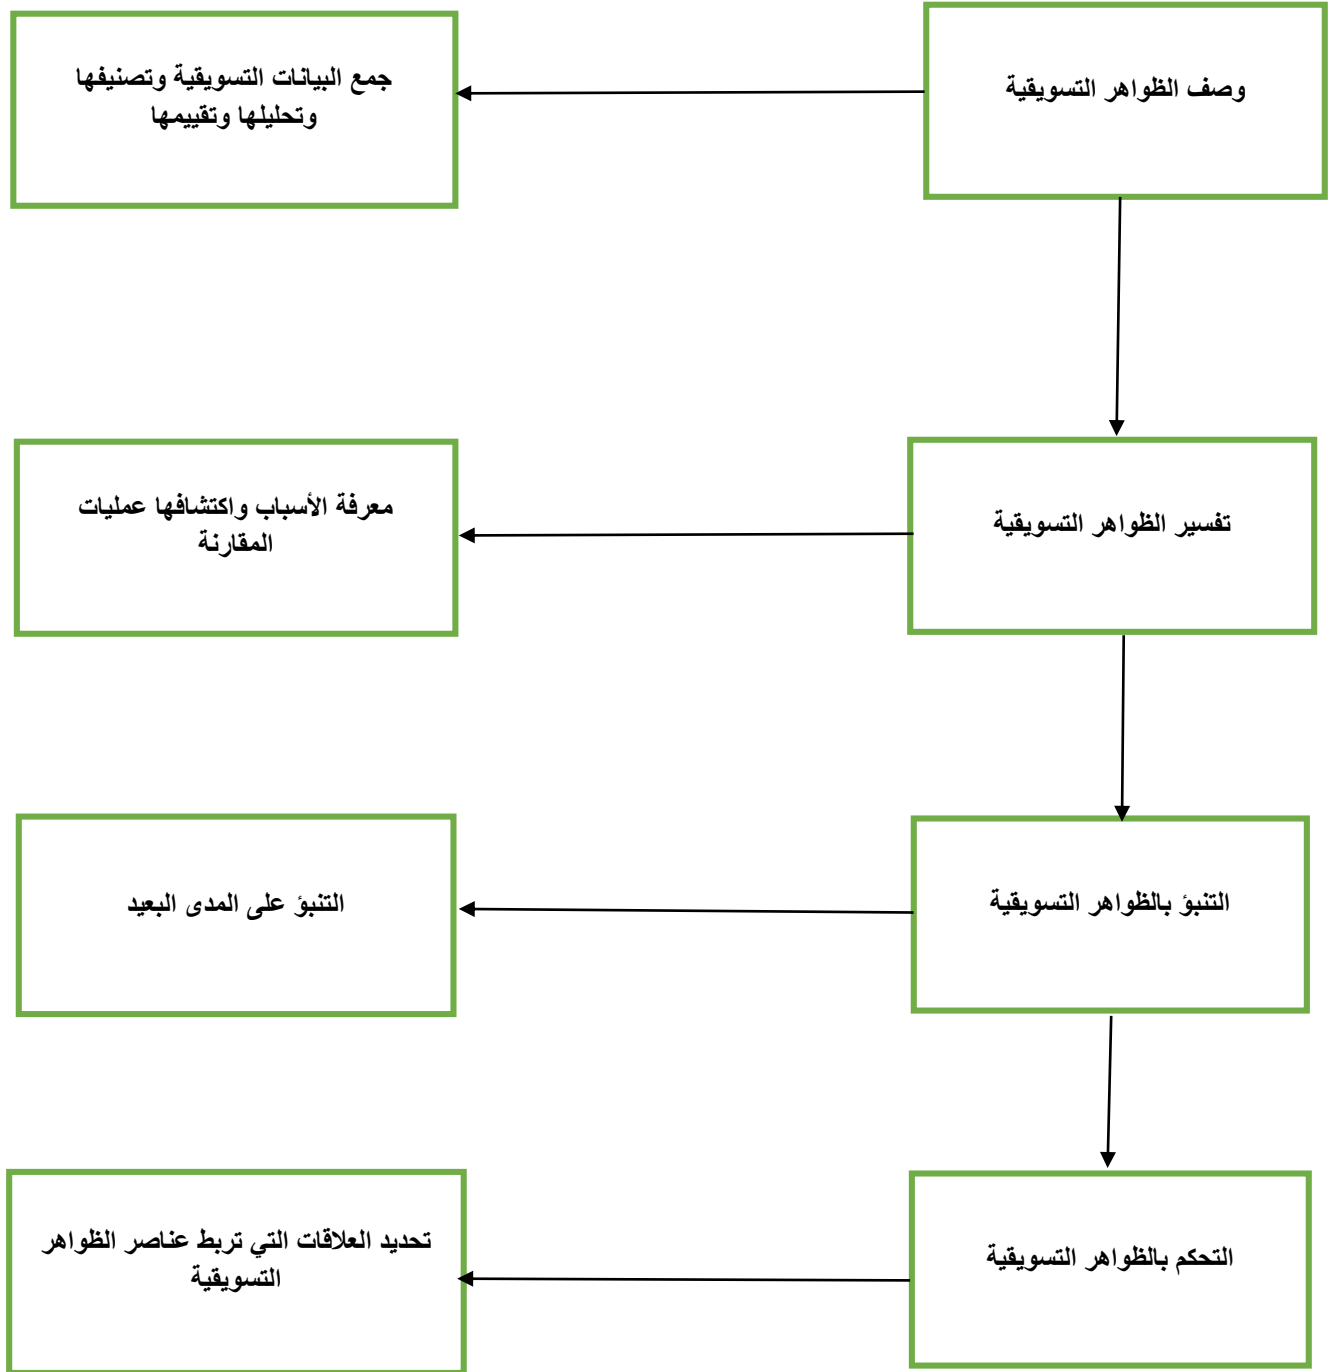 وصف الظواهر التسويقية
جمع البيانات التسويقية وتصنيفها
وتحليلها وتقييمها
تفسير الظواهر التسويقية
معرفة الأسباب واكتشافها عمليات
المقارنة
التنبؤ بالظواهر التسويقية
التنبؤ على المدى البعيد
التحكم بالظواهر التسويقية
تحديد العلاقات التي تربط عناصر الظواهر
التسويقية